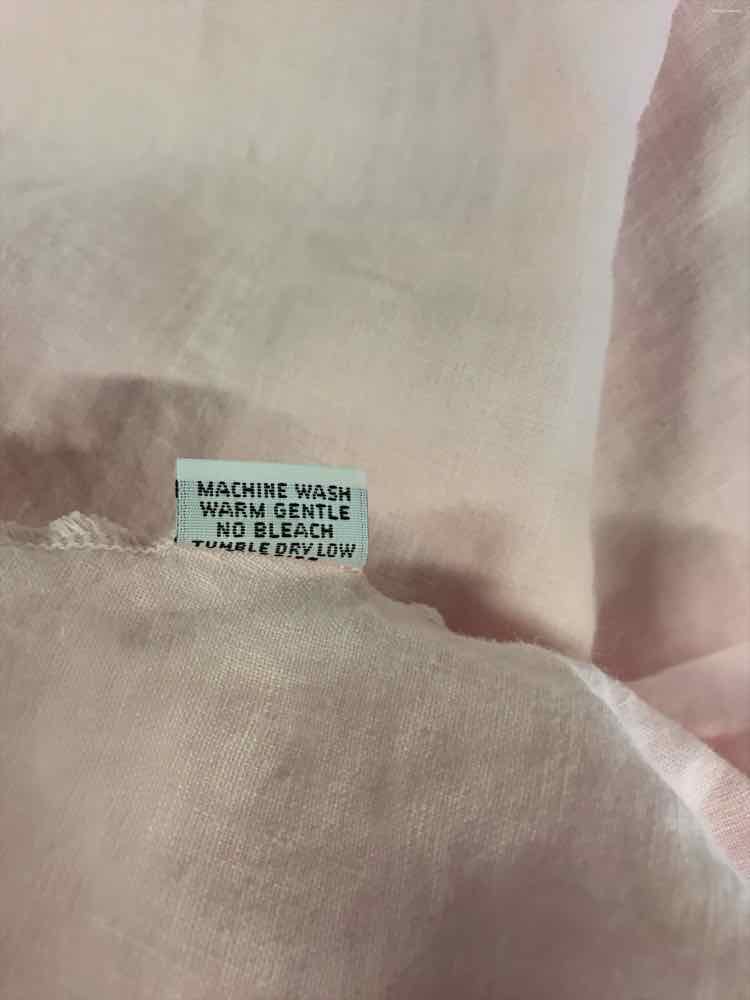 MACHINE WASH
WARM GENTLE
NO BLEACH
TUMBLE DRY LOW